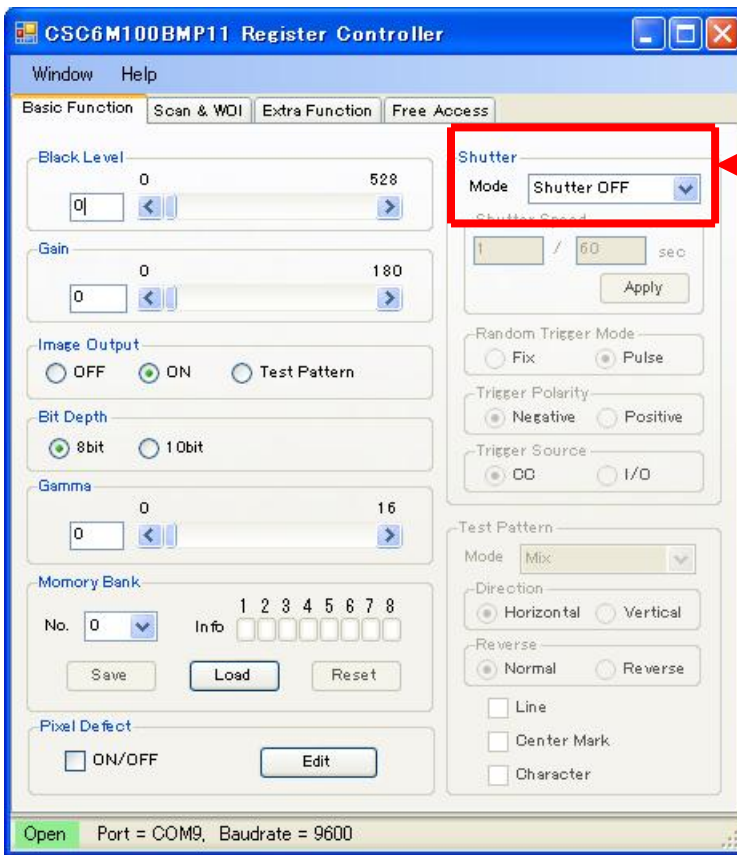 CSC6M100BMP11 Register Controller
Window Help
Basic Function Scan & WOI Extra Function Free Access
Black Level
0 528
0
Gain
0 180
0
Image Output
OFF ON Test Pattern
Bit Depth
8bit 10bit
Gamma
0 16
0
Momory Bank
1 2 3 4 5 6 7 8
No. 0 Info
Save Load Reset
Pixel Defect
ON/OFF Edit
Shutter
Mode Shutter OFF
Shutter Speed
1 / 60 sec
Apply
Random Trigger Mode
Fix Pulse
Trigger Polarity
Negative Positive
Trigger Source
CC I/O
Test Pattern
Mode Mix
Direction
Horizontal Vertical
Reverse
Normal Reverse
Line
Center Mark
Character
Open Port = COM9, Baudrate = 9600